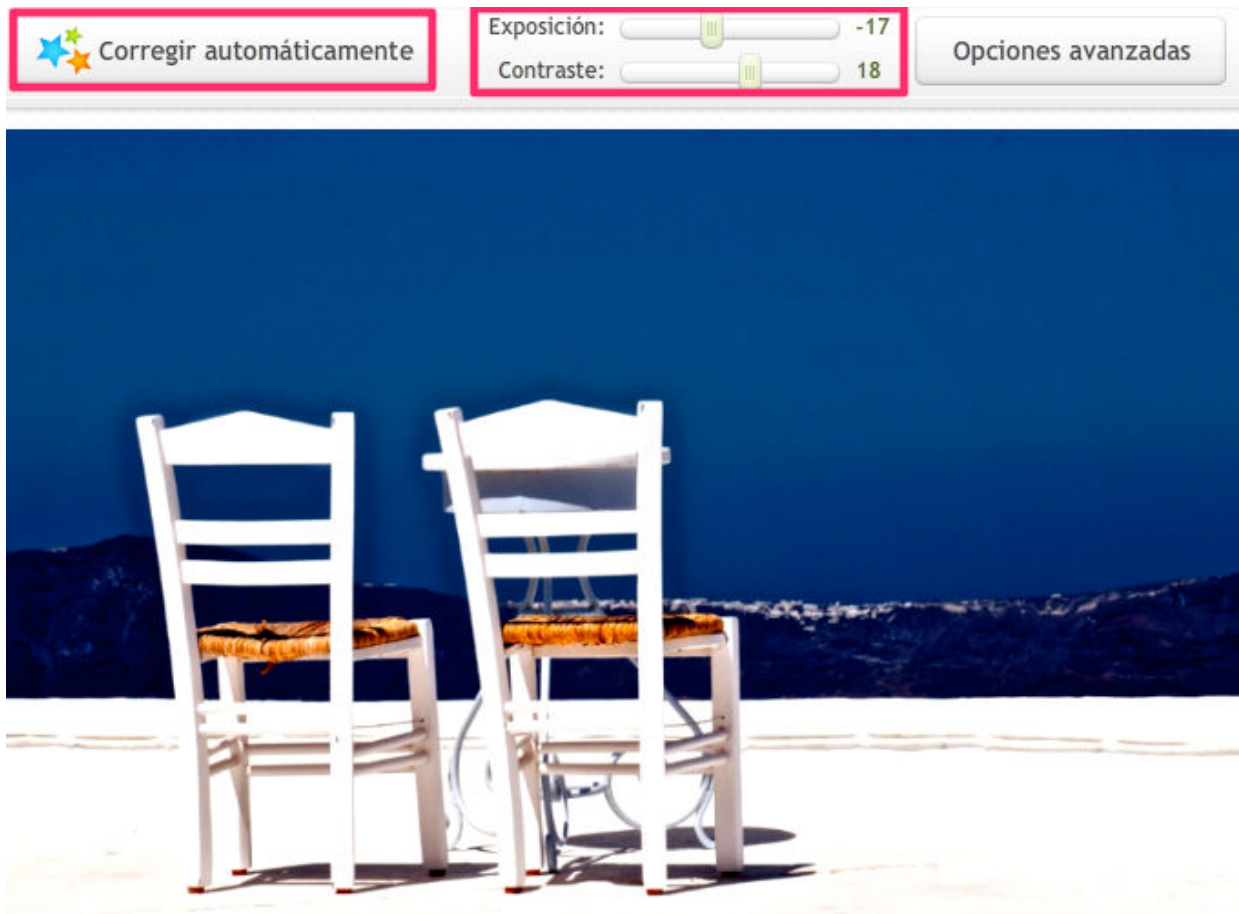 Corregir automáticamente
Exposición: -17
Contraste: 18
Opciones avanzadas